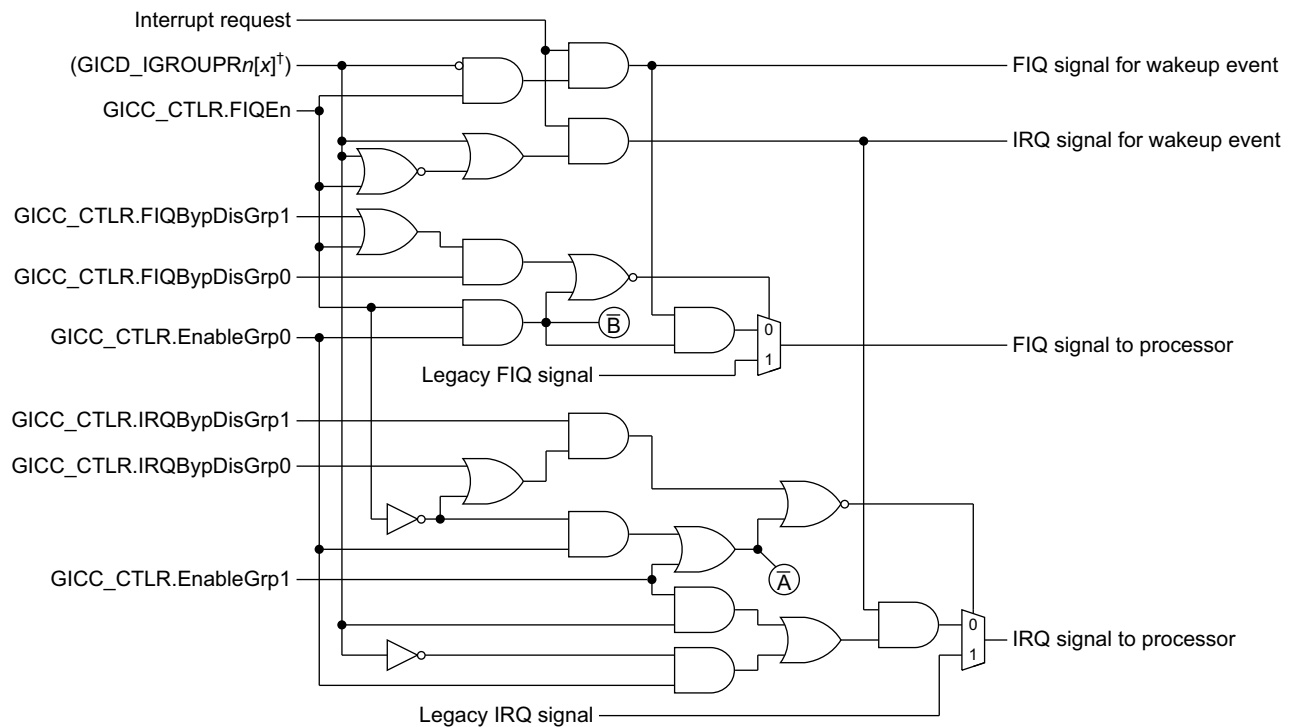 Interrupt request
(GICD_IGROUPRn[x]†)
FIQ signal for wakeup event
GICC_CTLR.FIQEn
IRQ signal for wakeup event
GICC_CTLR.FIQBypDisGrp1
GICC_CTLR.FIQBypDisGrp0
B̅
0
GICC_CTLR.EnableGrp0
FIQ signal to processor
1
Legacy FIQ signal
GICC_CTLR.IRQBypDisGrp1
GICC_CTLR.IRQBypDisGrp0
GICC_CTLR.EnableGrp1
A̅
0
IRQ signal to processor
1
Legacy IRQ signal